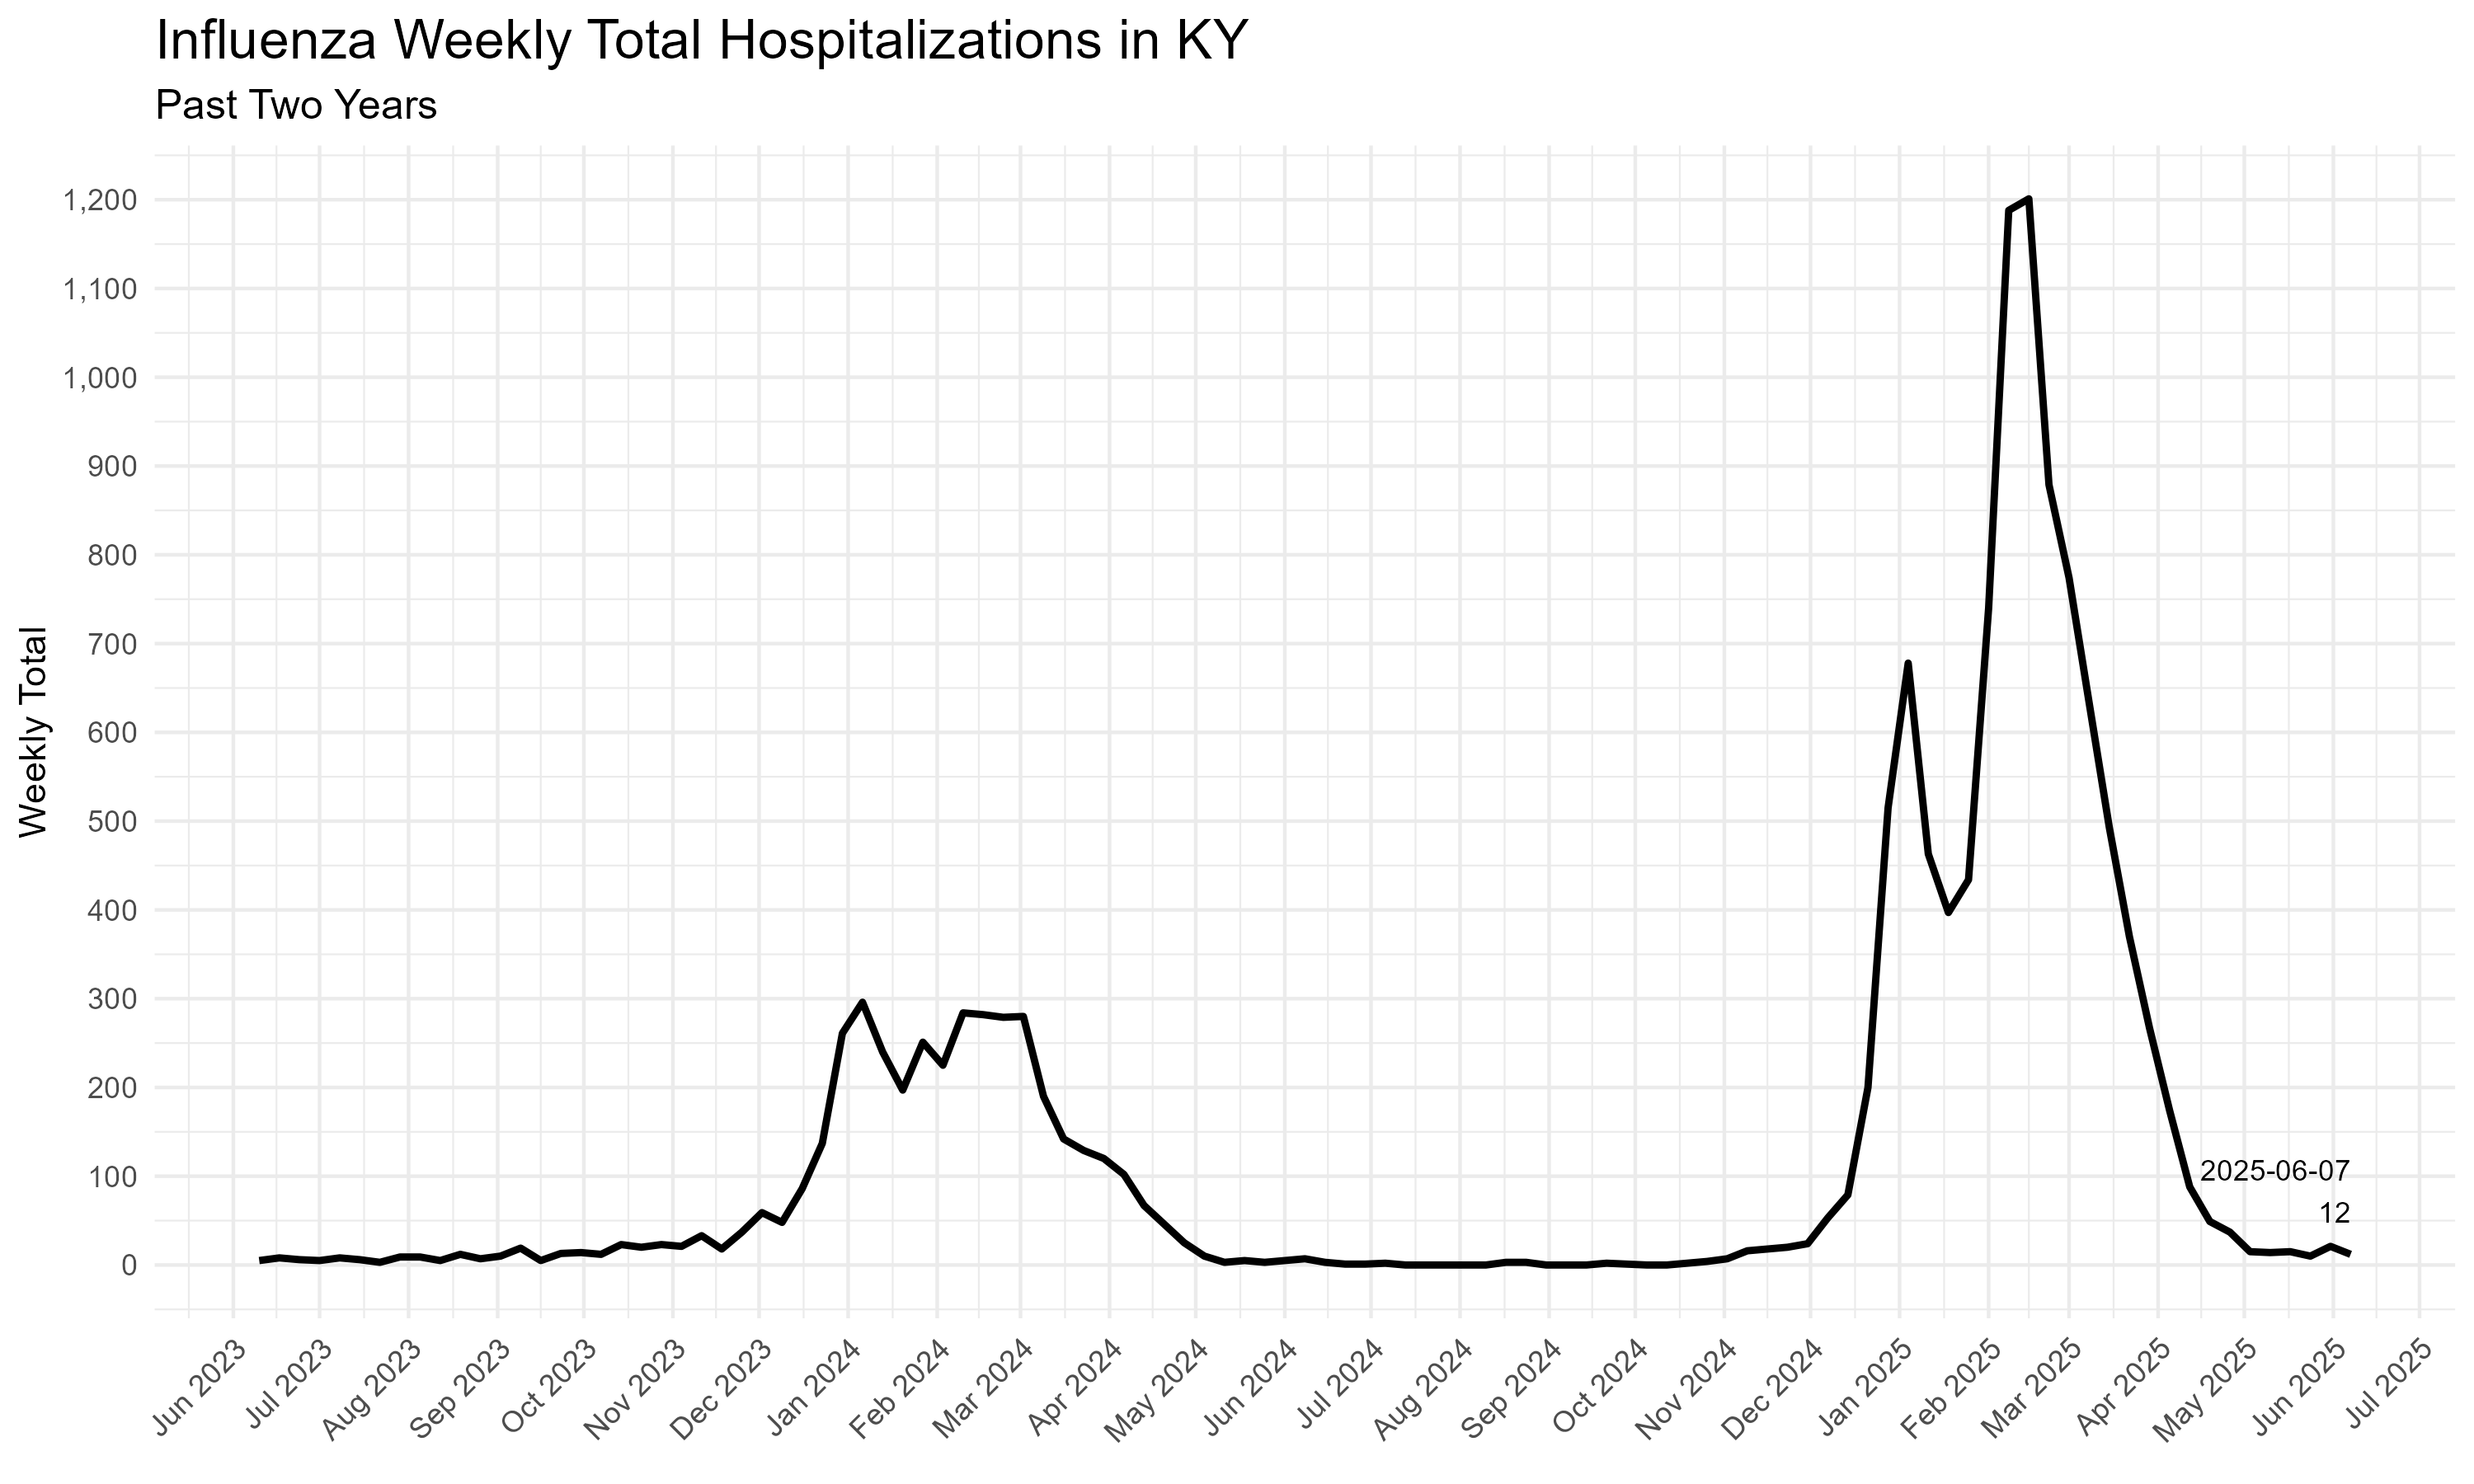 Influenza Weekly Total Hospitalizations in KY
Past Two Years
Weekly Total
1,200
1,100
1,000
900
800
700
600
500
400
300
200
100
0
2025-06-07
12
Jun 2023
Jul 2023
Aug 2023
Sep 2023
Oct 2023
Nov 2023
Dec 2023
Jan 2024
Feb 2024
Mar 2024
Apr 2024
May 2024
Jun 2024
Jul 2024
Aug 2024
Sep 2024
Oct 2024
Nov 2024
Dec 2024
Jan 2025
Feb 2025
Mar 2025
Apr 2025
May 2025
Jun 2025
Jul 2025